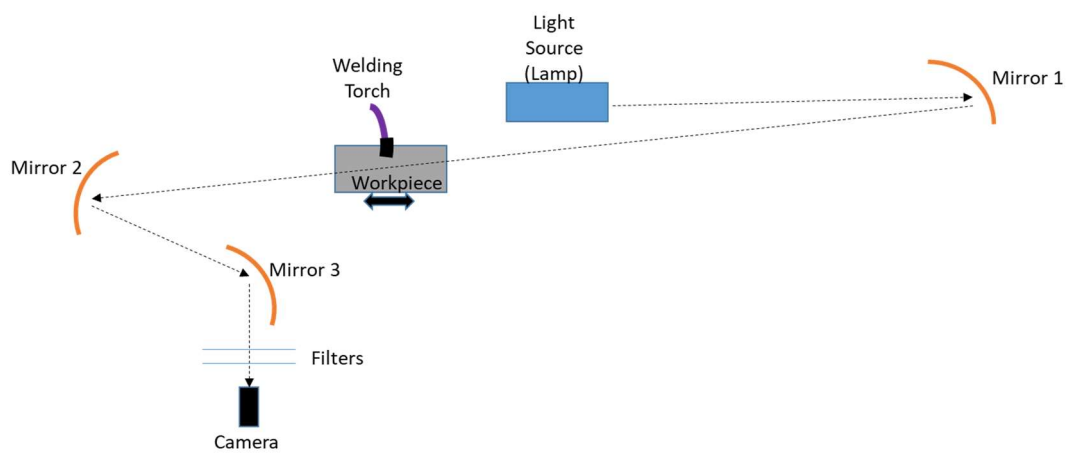 Light
Source
(Lamp)
Mirror 1
Welding
Torch
Mirror 2
Workpiece
Mirror 3
Filters
Camera